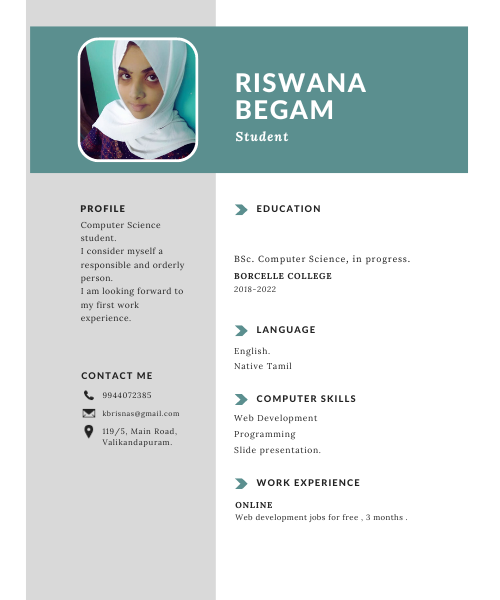 RISWANA
BEGAM
Student
PROFILE
Computer Science
student.
I consider myself a
responsible and orderly
person.
I am looking forward to
my first work
experience.
CONTACT ME
9944072385
kbrisnas@gmail.com
119/5, Main Road,
Valikandapuram.
EDUCATION
BSc. Computer Science, in progress.
BORCELLE COLLEGE
2018-2022
LANGUAGE
English.
Native Tamil
COMPUTER SKILLS
Web Development
Programming
Slide presentation.
WORK EXPERIENCE
ONLINE
Web development jobs for free , 3 months .